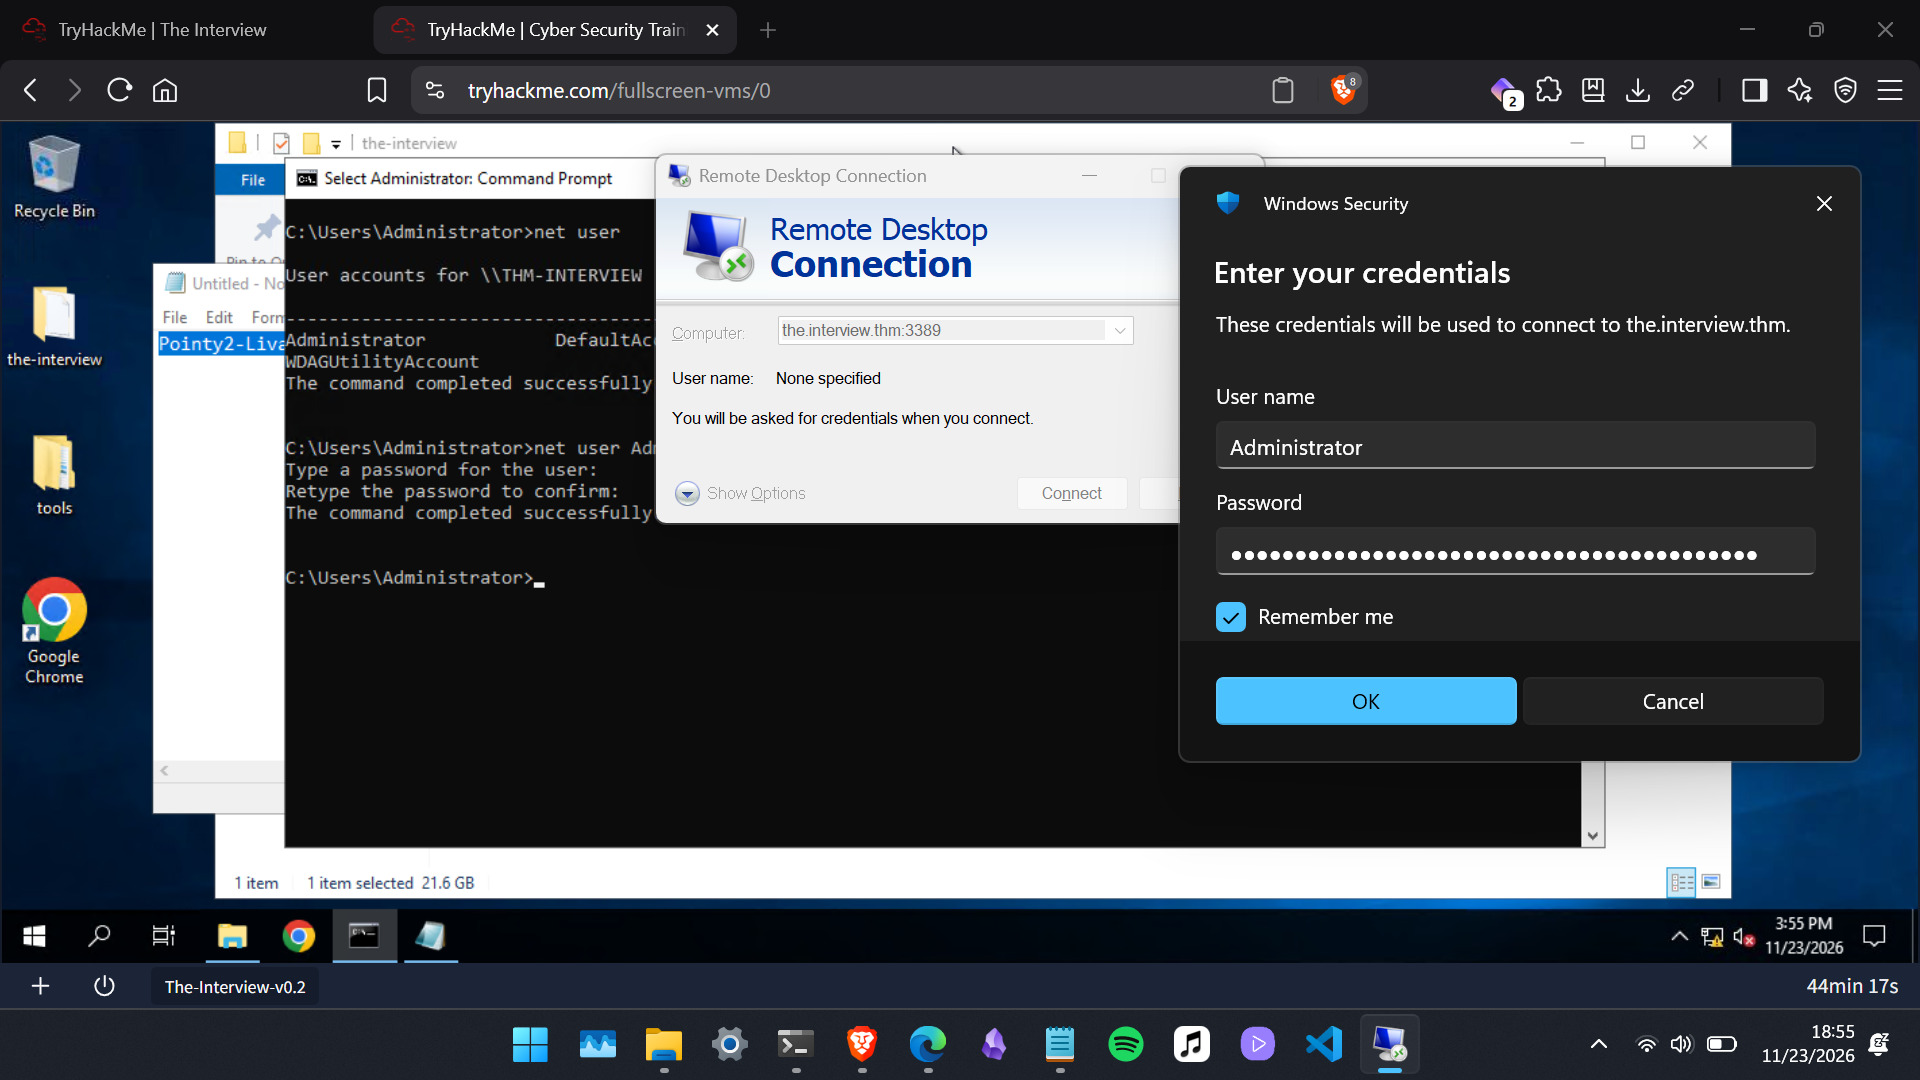 TryHackMe | The Interview
TryHackMe | Cyber Security Train
tryhackme.com/fullscreen-vms/0
8
2
Recycle Bin
the-interview
tools
Google
Chrome
the-interview
File
Untitled - No
File Edit Form
Pointy2-Liva
Select Administrator: Command Prompt
C:\Users\Administrator>net user
User accounts for \\THM-INTERVIEW
-------------------------------
Administrator DefaultAcc
WDAGUtilityAccount
The command completed successfully
C:\Users\Administrator>net user Adm
Type a password for the user:
Retype the password to confirm:
The command completed successfully
C:\Users\Administrator>
Remote Desktop Connection
Remote Desktop
Connection
Computer: the.interview.thm:3389
User name: None specified
You will be asked for credentials when you connect.
Show Options
Connect
Windows Security
Enter your credentials
These credentials will be used to connect to the.interview.thm.
User name
Administrator
Password
Remember me
OK
Cancel
1 item 1 item selected 21.6 GB
3:55 PM
11/23/2026
The-Interview-v0.2
44min 17s
18:55
11/23/2026